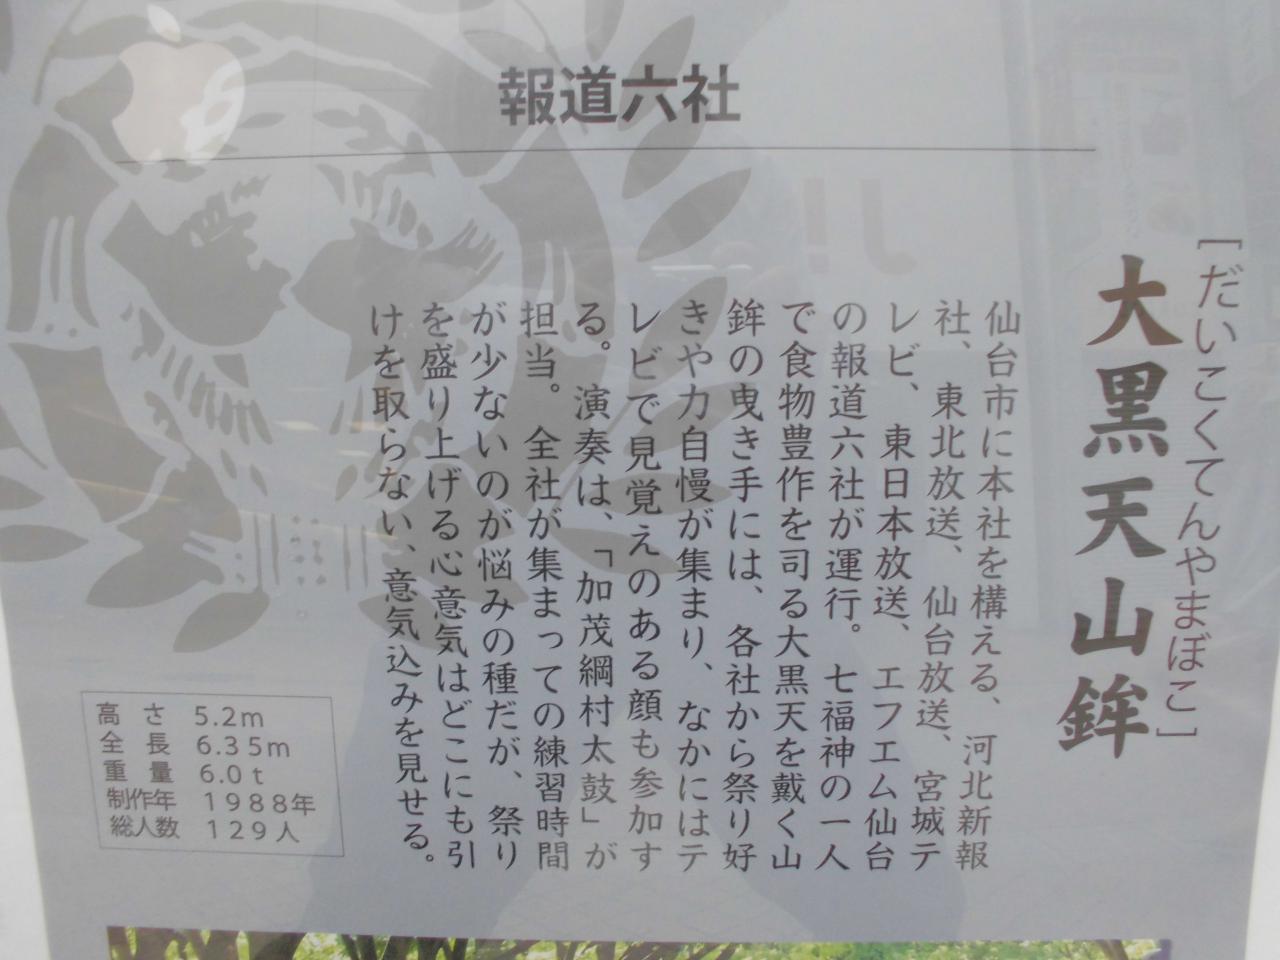 報道六社
[だいこくてんやまぼこ]
大黒天山鉾
仙台市に本社を構える、河北新報
社、東北放送、仙台放送、宮城テ
レビ、東日本放送、エフエム仙台
の報道六社が運行。七福神の一人
で食物豊作を司る大黒天を戴く山
鉾の曳き手には、各社から祭り好
きや力自慢が集まり、なかにはテ
レビで見覚えのある顔も参加す
る。演奏は、「加茂綱村太鼓」が
担当。全社が集まっての練習時間
が少ないのが悩みの種だが、祭り
を盛り上げる心意気はどこにも引
けを取らない、意気込みを見せる。
高さ 5.2m
全長 6.35m
重量 6.0t
制作年 1988年
総人数 129人